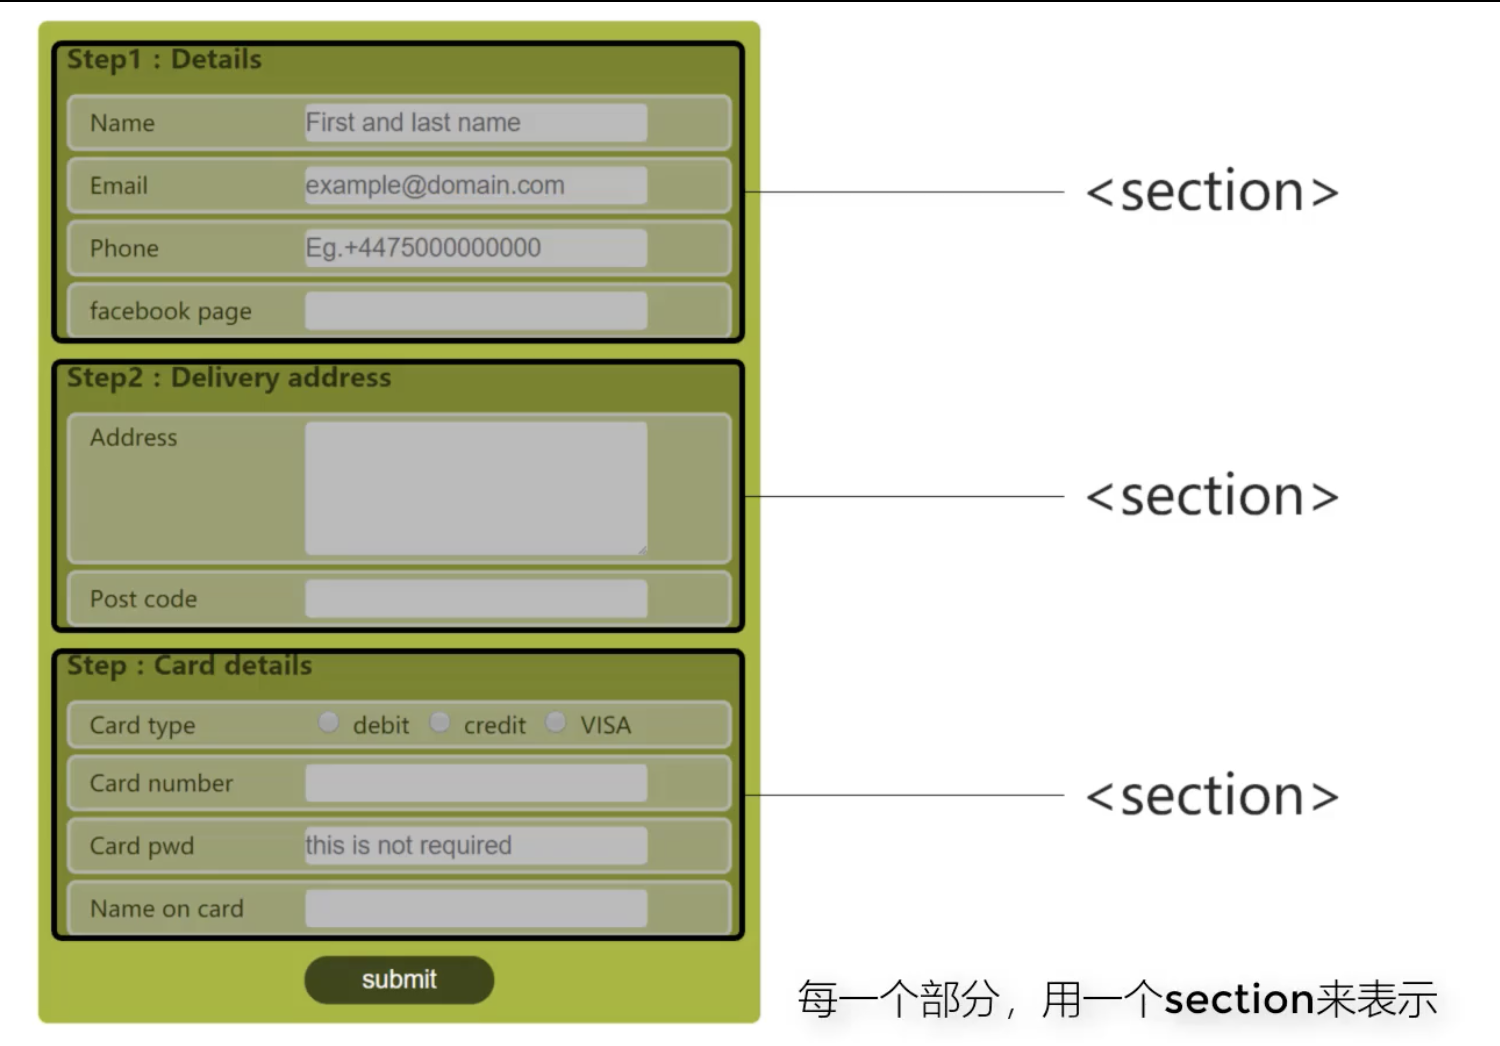 Step1：Details
Name First and last name
Email example@domain.com
Phone Eg.+4475000000000
facebook page
<section>
Step2：Delivery address
Address
Post code
<section>
Step：Card details
Card type debit credit VISA
Card number
Card pwd this is not required
Name on card
<section>
submit
每一个部分，用一个section来表示